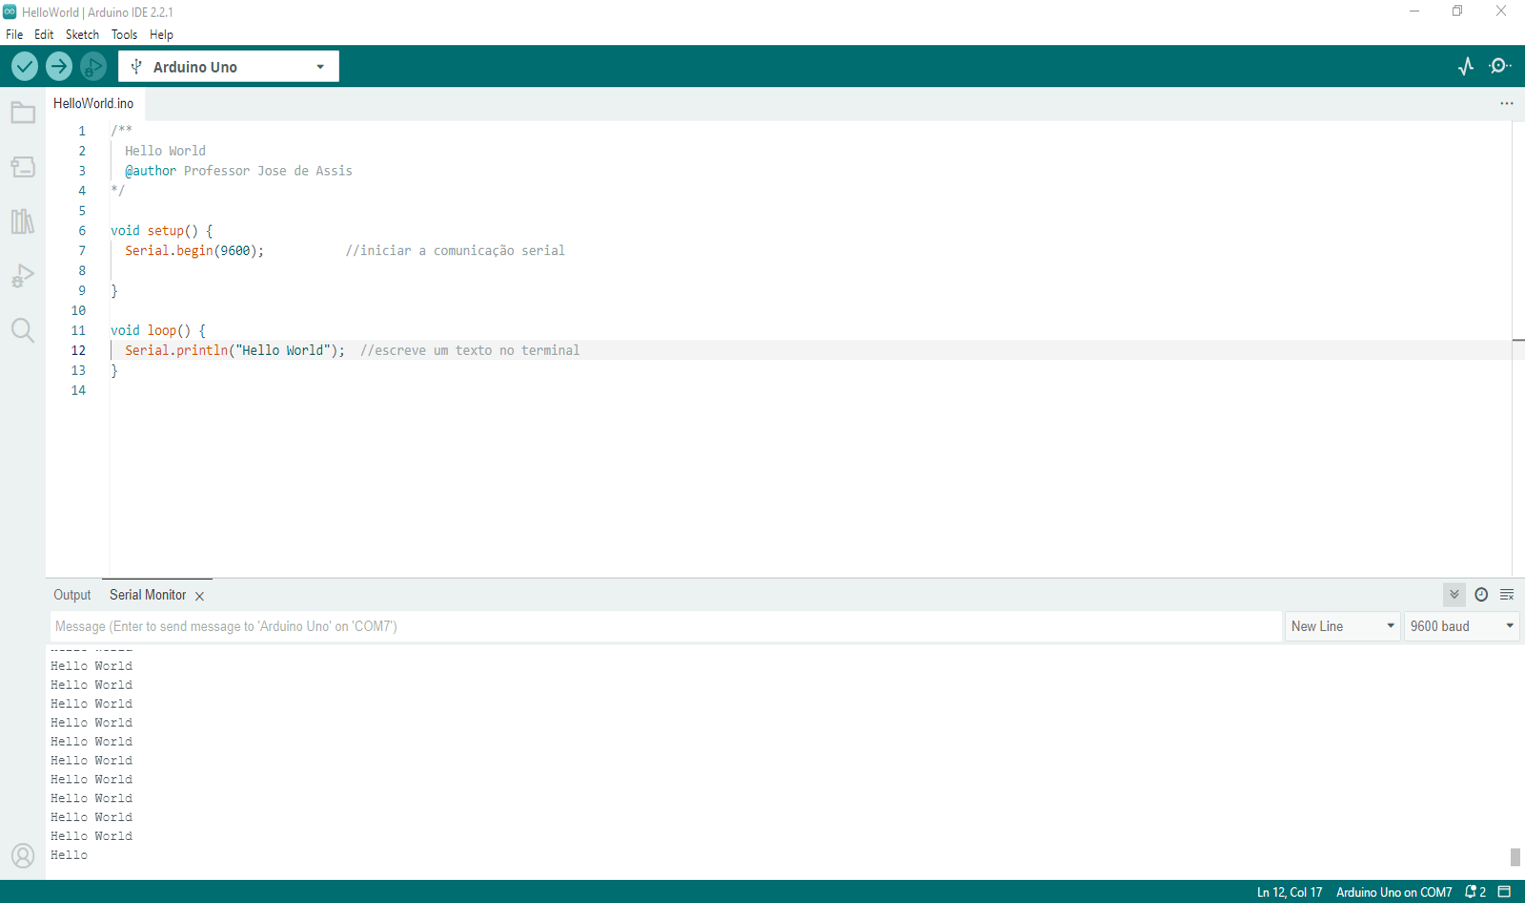 HelloWorld | Arduino IDE 2.2.1
File Edit Sketch Tools Help
Arduino Uno
HelloWorld.ino
1 /**
2 Hello World
3 @author Professor Jose de Assis
4 */
5
6 void setup() {
7 Serial.begin(9600); //iniciar a comunicação serial
8
9 }
10
11 void loop() {
12 Serial.println("Hello World"); //escreve um texto no terminal
13 }
14
Output Serial Monitor
Message (Enter to send message to 'Arduino Uno' on 'COM7') New Line 9600 baud
Hello World
Hello World
Hello World
Hello World
Hello World
Hello World
Hello World
Hello World
Hello World
Hello World
Hello
Ln 12, Col 17 Arduino Uno on COM7 2